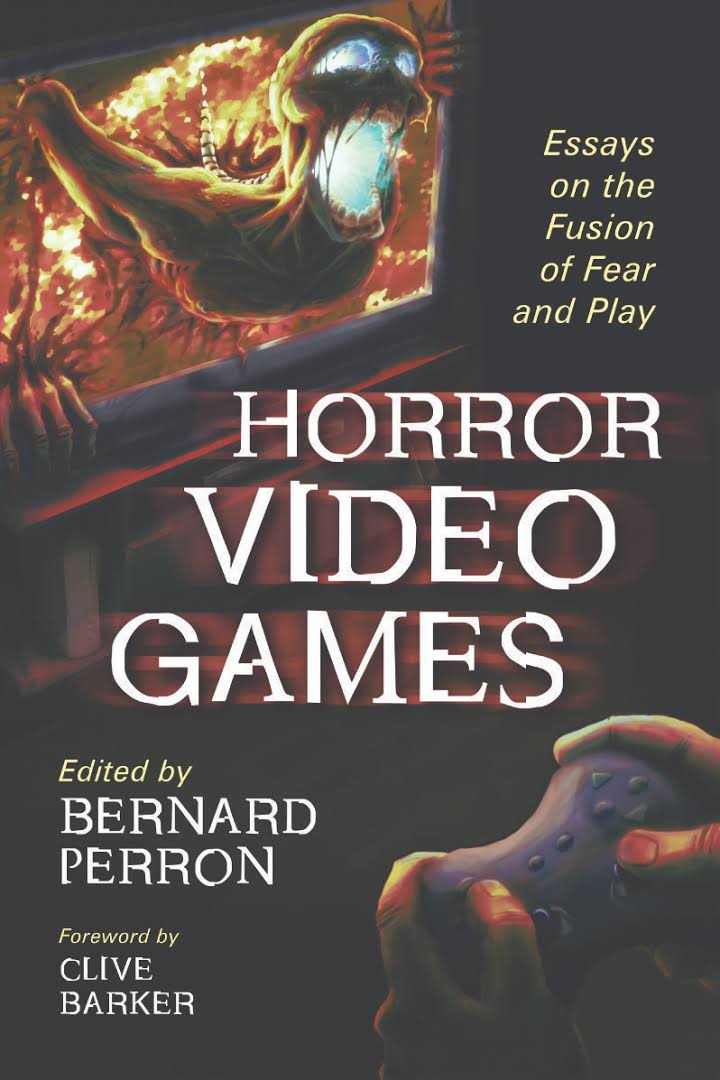 Essays
on the
Fusion
of Fear
and Play
HORROR
VIDEO
GAMES
Edited by
BERNARD
PERRON
Foreword by
CLIVE
BARKER